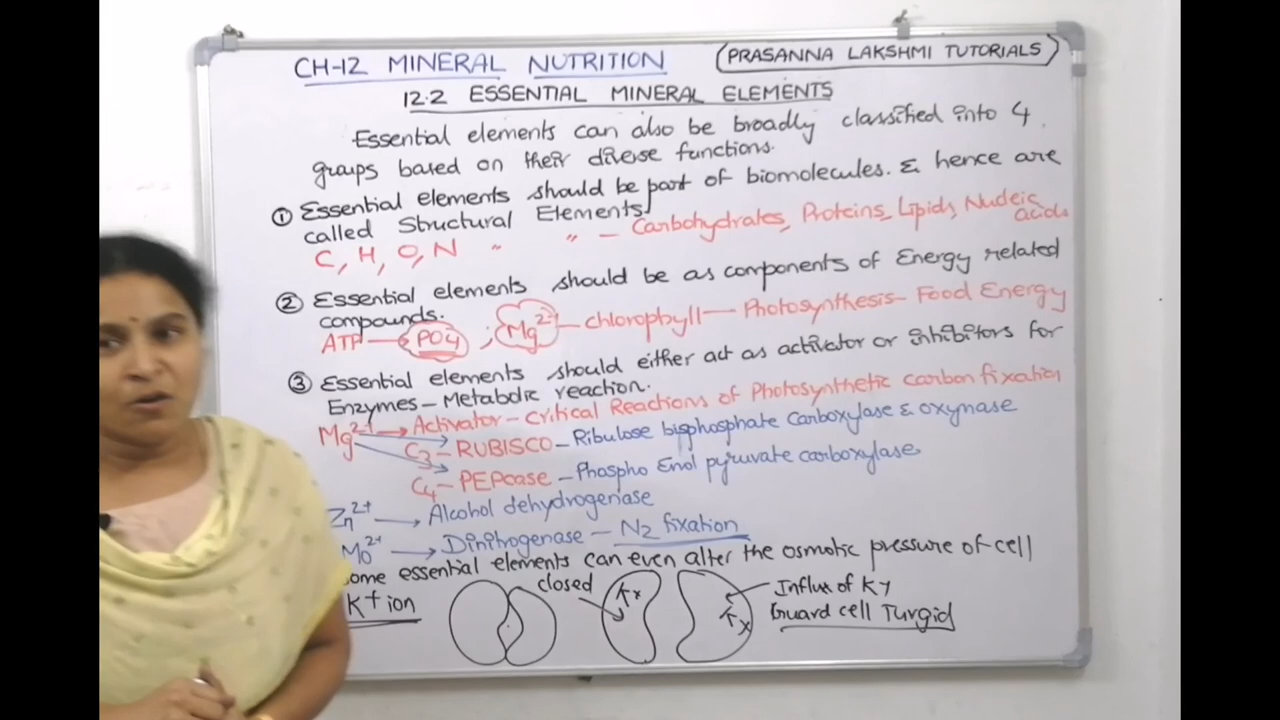 CH-12 MINERAL NUTRITION (PRASANNA LAKSHMI TUTORIALS)
12.2 ESSENTIAL MINERAL ELEMENTS
Essential elements can also be broadly classified into 4
groups based on their diverse functions.
① Essential elements should be part of biomolecules. & hence are
called Structural Elements.
C, H, O, N " " — Carbohydrates, Proteins, Lipids, Nucleic
acids
② Essential elements should be as components of Energy related
compounds.
ATP → PO4 ; Mg2+ — chlorophyll — Photosynthesis — Food Energy
③ Essential elements should either act as activator or inhibitors for
Enzymes — Metabolic reaction.
Mg2+ → Activator — Critical Reactions of Photosynthetic carbon fixation
C3 — RUBISCO — Ribulose bisphosphate Carboxylase & oxynase
C4 — PEPcase — Phospho Enol pyruvate carboxylase
Zn2+ → Alcohol dehydrogenase
Mo2+ → Dinitrogenase — N2 fixation
ome essential elements can even alter the osmotic pressure of cell
K+ ion
closed
Influx of K+
Guard cell Turgid